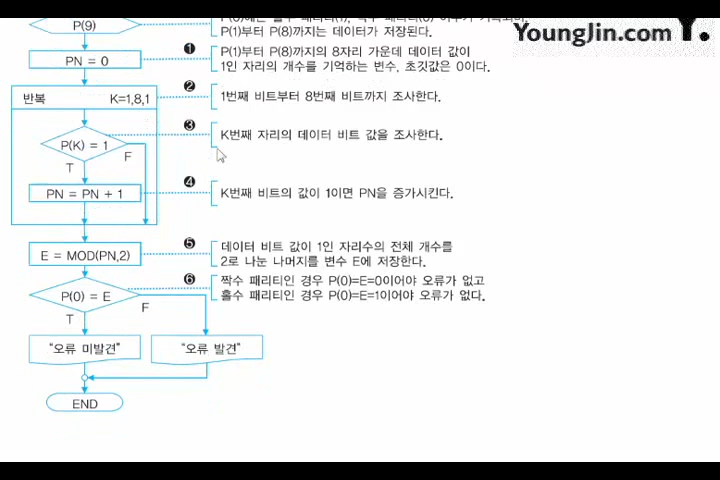 YoungJin.com Y.
P(9)
P(1)부터 P(8)까지는 데이터가 저장된다.
❶
PN = 0
P(1)부터 P(8)까지의 8자리 가운데 데이터 값이
1인 자리의 개수를 기억하는 변수, 초깃값은 0이다.
❷
반복 K=1,8,1
1번째 비트부터 8번째 비트까지 조사한다.
❸
P(K) = 1
K번째 자리의 데이터 비트 값을 조사한다.
F
T
❹
PN = PN + 1
K번째 비트의 값이 1이면 PN을 증가시킨다.
❺
E = MOD(PN,2)
데이터 비트 값이 1인 자리수의 전체 개수를
2로 나눈 나머지를 변수 E에 저장한다.
❻
P(0) = E
짝수 패리티인 경우 P(0)=E=0이어야 오류가 없고
홀수 패리티인 경우 P(0)=E=1이어야 오류가 없다.
F
T
"오류 미발견"
"오류 발견"
END